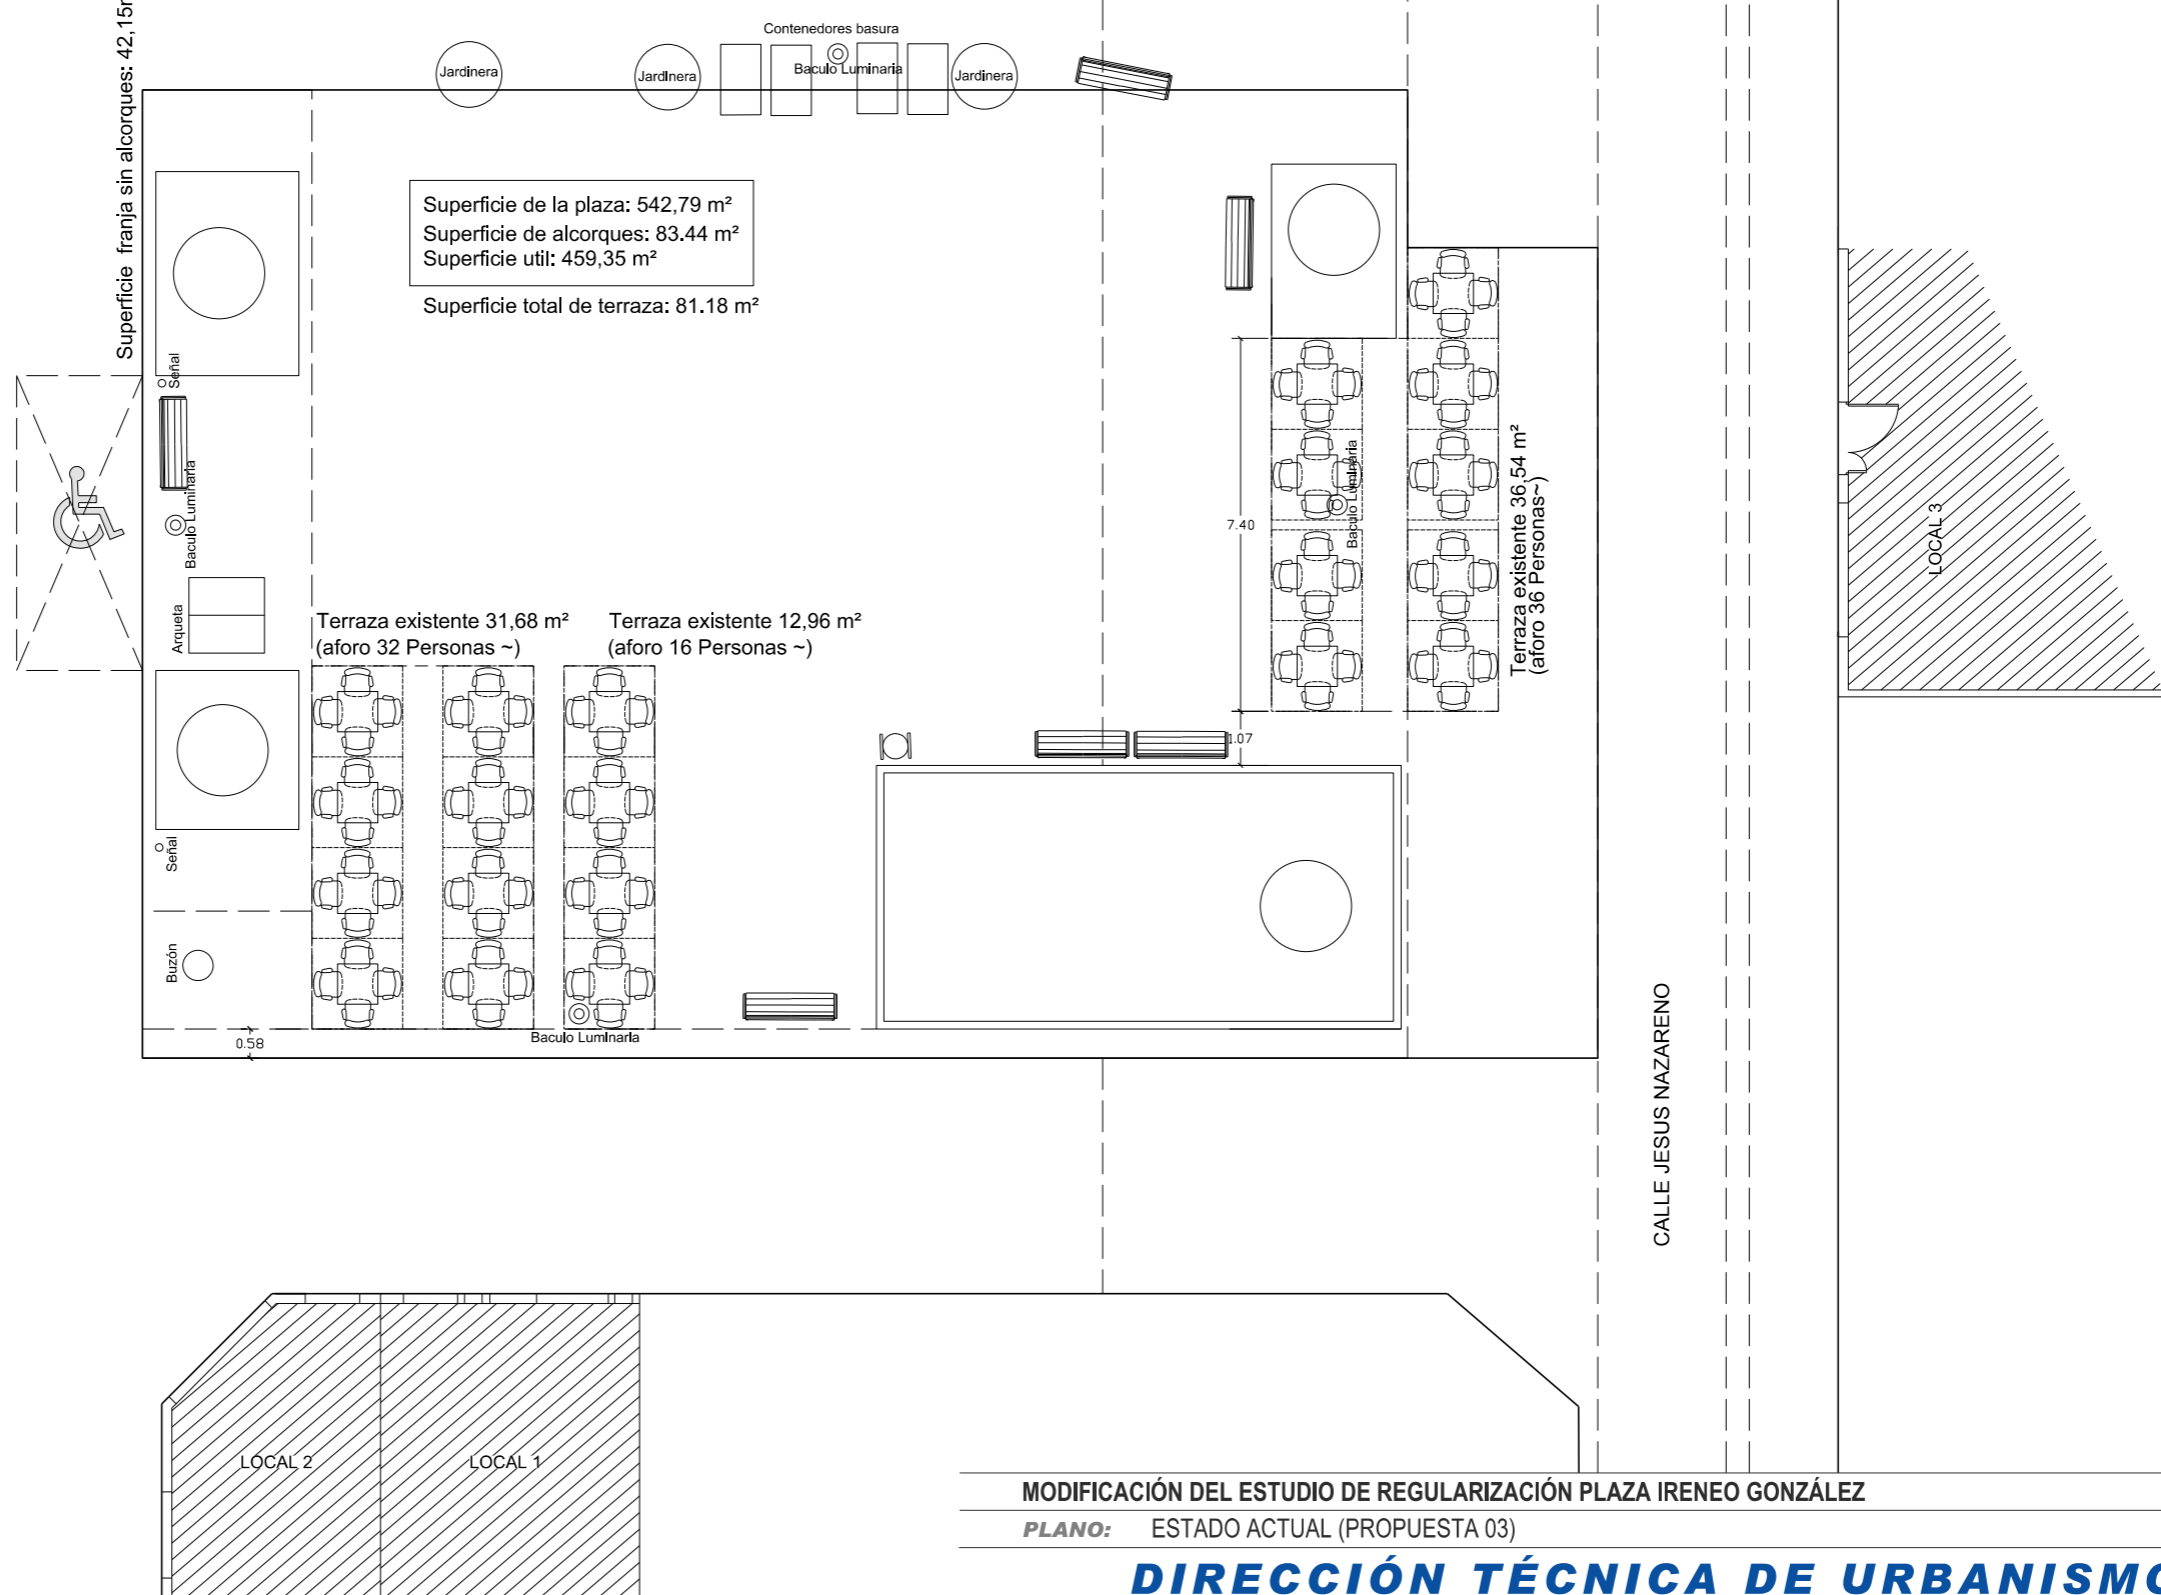 Superficie franja sin alcorques: 42,15
Contenedores basura
Jardinera
Jardinera
Baculo Luminaria
Jardinera
Superficie de la plaza: 542,79 m²
Superficie de alcorques: 83.44 m²
Superficie util: 459,35 m²
Superficie total de terraza: 81.18 m²
Señal
Baculo Luminaria
Arqueta
Señal
Buzón
0.58
Terraza existente 31,68 m²
(aforo 32 Personas ~)
Terraza existente 12,96 m²
(aforo 16 Personas ~)
Baculo Luminaria
7.40
1.07
Baculo Luminaria
Terraza existente 36,54 m²
(aforo 36 Personas~)
LOCAL 3
CALLE JESUS NAZARENO
LOCAL 2
LOCAL 1
MODIFICACIÓN DEL ESTUDIO DE REGULARIZACIÓN PLAZA IRENEO GONZÁLEZ
PLANO: ESTADO ACTUAL (PROPUESTA 03)
DIRECCIÓN TÉCNICA DE URBANISMO